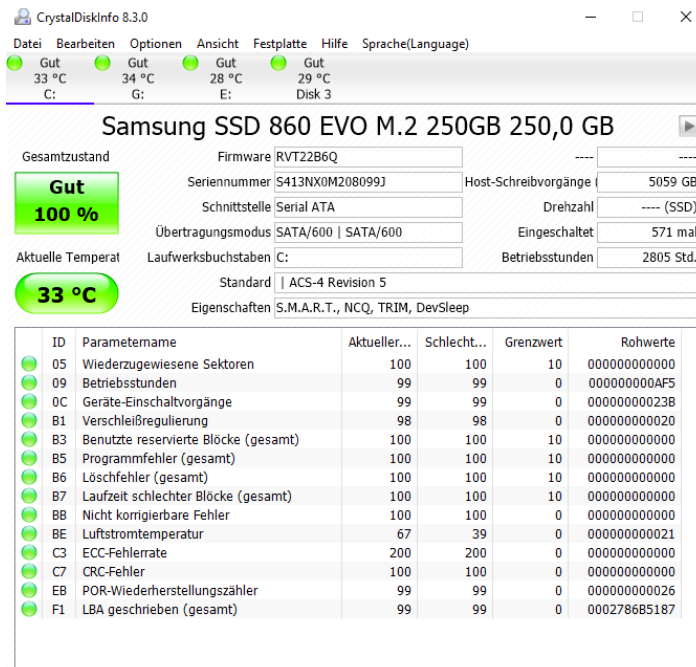 CrystalDiskInfo 8.3.0
Datei Bearbeiten Optionen Ansicht Festplatte Hilfe Sprache(Language)
Gut Gut Gut Gut
33 °C 34 °C 28 °C 29 °C
C: G: E: Disk 3
Samsung SSD 860 EVO M.2 250GB 250,0 GB
Gesamtzustand Firmware RVT22B6Q ---- ----
Gut Seriennummer S413NX0M208099J Host-Schreibvorgänge ( 5059 GB
100 % Schnittstelle Serial ATA Drehzahl ---- (SSD)
Übertragungsmodus SATA/600 | SATA/600 Eingeschaltet 571 mal
Aktuelle Temperat Laufwerksbuchstaben C: Betriebsstunden 2805 Std.
33 °C Standard | ACS-4 Revision 5
Eigenschaften S.M.A.R.T., NCQ, TRIM, DevSleep
ID Parametername Aktueller... Schlecht... Grenzwert Rohwerte
05 Wiederzugewiesene Sektoren 100 100 10 000000000000
09 Betriebsstunden 99 99 0 000000000AF5
0C Geräte-Einschaltvorgänge 99 99 0 00000000023B
B1 Verschleißregulierung 98 98 0 000000000020
B3 Benutzte reservierte Blöcke (gesamt) 100 100 10 000000000000
B5 Programmfehler (gesamt) 100 100 10 000000000000
B6 Löschfehler (gesamt) 100 100 10 000000000000
B7 Laufzeit schlechter Blöcke (gesamt) 100 100 10 000000000000
BB Nicht korrigierbare Fehler 100 100 0 000000000000
BE Luftstromtemperatur 67 39 0 000000000021
C3 ECC-Fehlerrate 200 200 0 000000000000
C7 CRC-Fehler 100 100 0 000000000000
EB POR-Wiederherstellungszähler 99 99 0 000000000026
F1 LBA geschrieben (gesamt) 99 99 0 0002786B5187